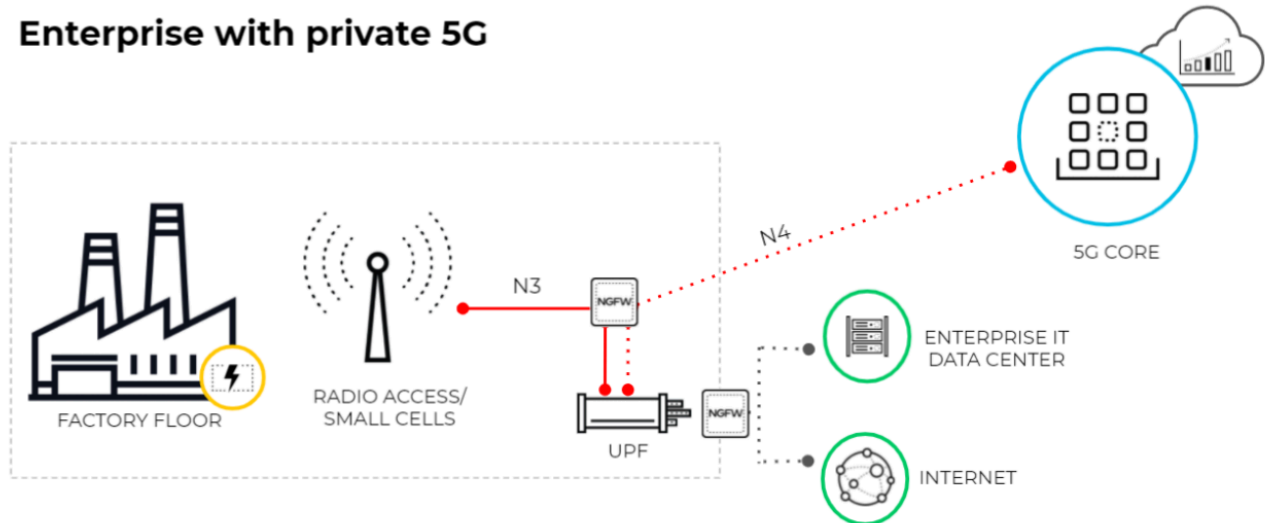 Enterprise with private 5G
N4
5G CORE
N3
NGFW
ENTERPRISE IT
DATA CENTER
RADIO ACCESS/
SMALL CELLS
FACTORY FLOOR
NGFW
UPF
INTERNET